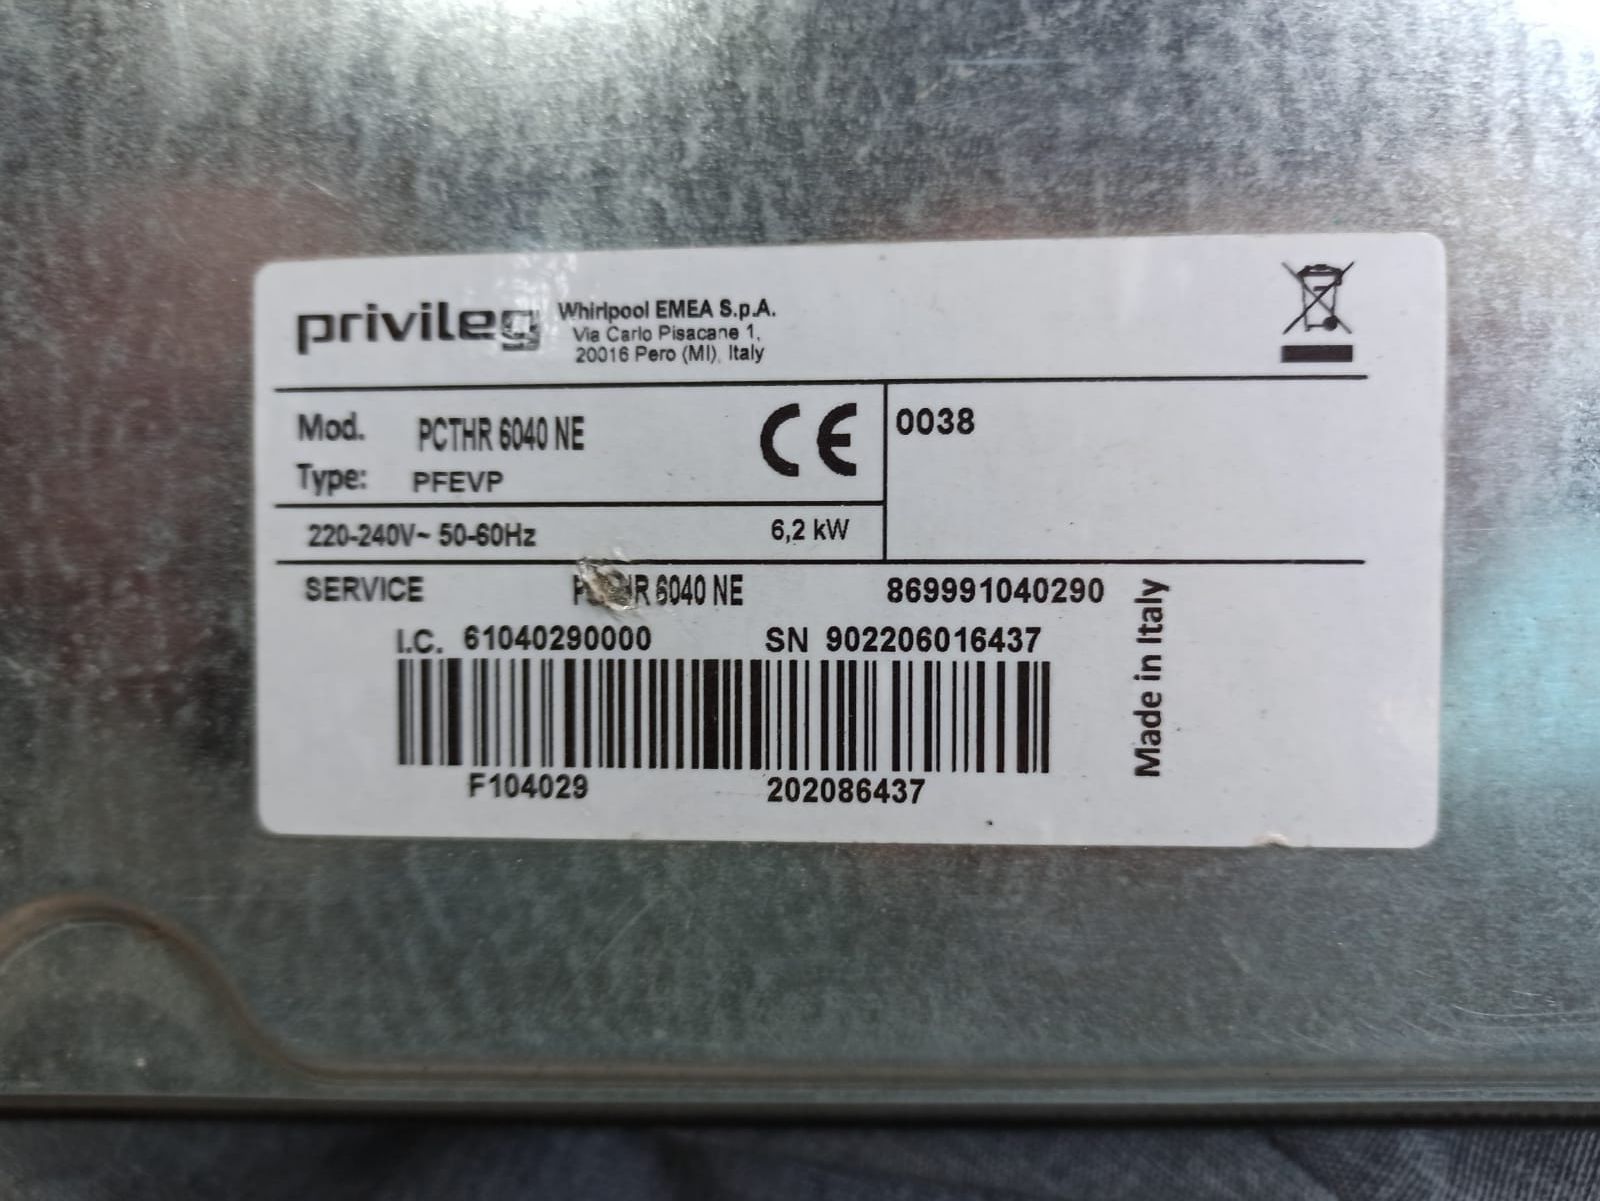 privileg Whirlpool EMEA S.p.A.
Via Carlo Pisacane 1,
20016 Pero (MI), Italy
Mod. PCTHR 6040 NE CE 0038
Type: PFEVP
220-240V~ 50-60Hz 6,2 kW
SERVICE 6040 NE 869991040290
I.C. 61040290000 SN 902206016437
F104029 202086437
Made in Italy